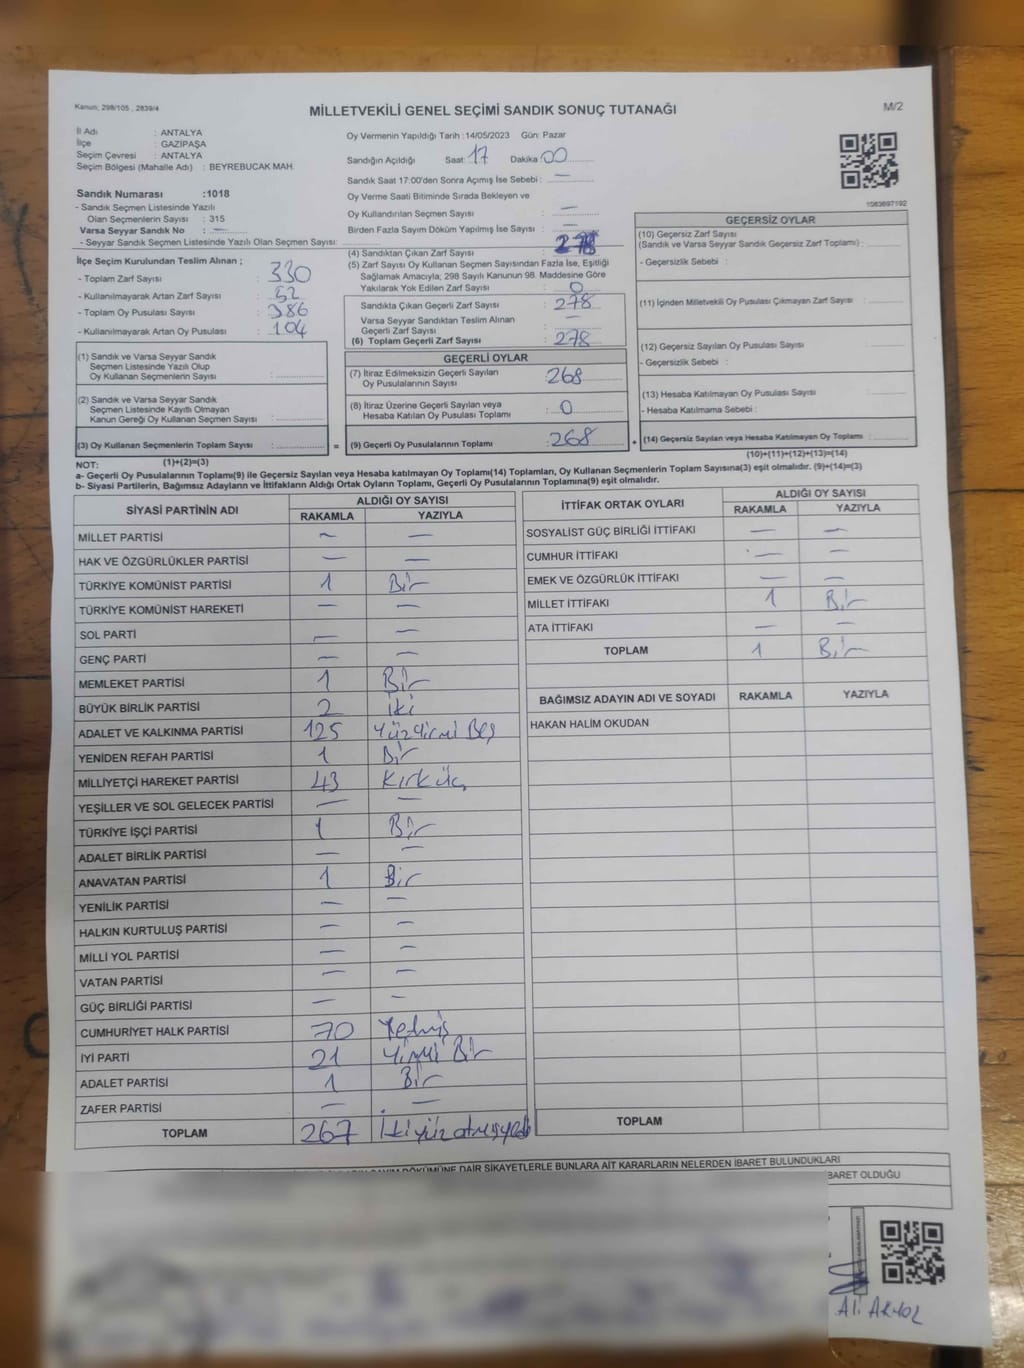 Kanun; 298/105 , 2839/4
MİLLETVEKİLİ GENEL SEÇİMİ SANDIK SONUÇ TUTANAĞI
M/2
İl Adı : ANTALYA
İlçe : GAZİPAŞA
Seçim Çevresi : ANTALYA
Seçim Bölgesi (Mahalle Adı) : BEYREBUCAK MAH.
Sandık Numarası :1018
- Sandık Seçmen Listesinde Yazılı
Olan Seçmenlerin Sayısı : 315
Varsa Seyyar Sandık No : —
- Seyyar Sandık Seçmen Listesinde Yazılı Olan Seçmen Sayısı:
İlçe Seçim Kurulundan Teslim Alınan ;
- Toplam Zarf Sayısı : 330
- Kullanılmayarak Artan Zarf Sayısı : 52
- Toplam Oy Pusulası Sayısı : 386
- Kullanılmayarak Artan Oy Pusulası : 104
(1) Sandık ve Varsa Seyyar Sandık
Seçmen Listesinde Yazılı Olup
Oy Kullanan Seçmenlerin Sayısı :
(2) Sandık ve Varsa Seyyar Sandık
Seçmen Listesinde Kayıtlı Olmayan
Kanun Gereği Oy Kullanan Seçmen Sayısı :
(3) Oy Kullanan Seçmenlerin Toplam Sayısı :
(1)+(2)=(3)
Oy Vermenin Yapıldığı Tarih :14/05/2023 Gün: Pazar
Sandığın Açıldığı Saat: 17 Dakika 00
Sandık Saat 17:00'den Sonra Açımış İse Sebebi : —
Oy Verme Saati Bitiminde Sırada Bekleyen ve
Oy Kullandırılan Seçmen Sayısı : —
Birden Fazla Sayım Döküm Yapılmış İse Sayısı : —
(4) Sandıktan Çıkan Zarf Sayısı : 278
(5) Zarf Sayısı Oy Kullanan Seçmen Sayısından Fazla İse, Eşitliği
Sağlamak Amacıyla; 298 Sayılı Kanunun 98. Maddesine Göre
Yakılarak Yok Edilen Zarf Sayısı : 0
Sandıkta Çıkan Geçerli Zarf Sayısı : 278
Varsa Seyyar Sandıktan Teslim Alınan
Geçerli Zarf Sayısı : —
(6) Toplam Geçerli Zarf Sayısı : 278
GEÇERLİ OYLAR
(7) İtiraz Edilmeksizin Geçerli Sayılan
Oy Pusulalarının Sayısı : 268
(8) İtiraz Üzerine Geçerli Sayılan veya
Hesaba Katılan Oy Pusulası Toplamı : 0
= (9) Geçerli Oy Pusulalarının Toplamı : 268
1063697192
GEÇERSİZ OYLAR
(10) Geçersiz Zarf Sayısı
(Sandık ve Varsa Seyyar Sandık Geçersiz Zarf Toplamı) :
- Geçersizlik Sebebi :
(11) İçinden Milletvekili Oy Pusulası Çıkmayan Zarf Sayısı :
(12) Geçersiz Sayılan Oy Pusulası Sayısı :
- Geçersizlik Sebebi :
(13) Hesaba Katılmayan Oy Pusulası Sayısı :
- Hesaba Katılmama Sebebi :
+ (14) Geçersiz Sayılan veya Hesaba Katılmayan Oy Toplamı :
(10)+(11)+(12)+(13)=(14)
NOT:
a- Geçerli Oy Pusulalarının Toplamı(9) ile Geçersiz Sayılan veya Hesaba katılmayan Oy Toplamı(14) Toplamları, Oy Kullanan Seçmenlerin Toplam Sayısına(3) eşit olmalıdır. (9)+(14)=(3)
b- Siyasi Partilerin, Bağımsız Adayların ve İttifakların Aldığı Ortak Oyların Toplamı, Geçerli Oy Pusulalarının Toplamına(9) eşit olmalıdır.
SİYASİ PARTİNİN ADI ALDIĞI OY SAYISI
RAKAMLA YAZIYLA
MİLLET PARTİSİ — —
HAK VE ÖZGÜRLÜKLER PARTİSİ — —
TÜRKİYE KOMÜNİST PARTİSİ 1 Bir
TÜRKİYE KOMÜNİST HAREKETİ — —
SOL PARTİ — —
GENÇ PARTİ — —
MEMLEKET PARTİSİ 1 Bir
BÜYÜK BİRLİK PARTİSİ 2 iki
ADALET VE KALKINMA PARTİSİ 125 Yüzyirmi Beş
YENİDEN REFAH PARTİSİ 1 Bir
MİLLİYETÇİ HAREKET PARTİSİ 43 Kırküç
YEŞİLLER VE SOL GELECEK PARTİSİ — —
TÜRKİYE İŞÇİ PARTİSİ 1 Bir
ADALET BİRLİK PARTİSİ — —
ANAVATAN PARTİSİ 1 Bir
YENİLİK PARTİSİ — —
HALKIN KURTULUŞ PARTİSİ — —
MİLLİ YOL PARTİSİ — —
VATAN PARTİSİ — —
GÜÇ BİRLİĞİ PARTİSİ — —
CUMHURİYET HALK PARTİSİ 70 Yetmiş
İYİ PARTİ 21 Yirmi Bir
ADALET PARTİSİ 1 Bir
ZAFER PARTİSİ — —
TOPLAM 267 İkiyüzatmışyedi
İTTİFAK ORTAK OYLARI ALDIĞI OY SAYISI
RAKAMLA YAZIYLA
SOSYALİST GÜÇ BİRLİĞİ İTTİFAKI — —
CUMHUR İTTİFAKI — —
EMEK VE ÖZGÜRLÜK İTTİFAKI — —
MİLLET İTTİFAKI 1 Bir
ATA İTTİFAKI — —
TOPLAM 1 Bir
BAĞIMSIZ ADAYIN ADI VE SOYADI RAKAMLA YAZIYLA
HAKAN HALİM OKUDAN
TOPLAM
SAYIM DÖKÜMÜNE DAİR ŞİKAYETLERLE BUNLARA AİT KARARLARIN NELERDEN İBARET BULUNDUKLARI
İBARET OLDUĞU
Ali AKYOL